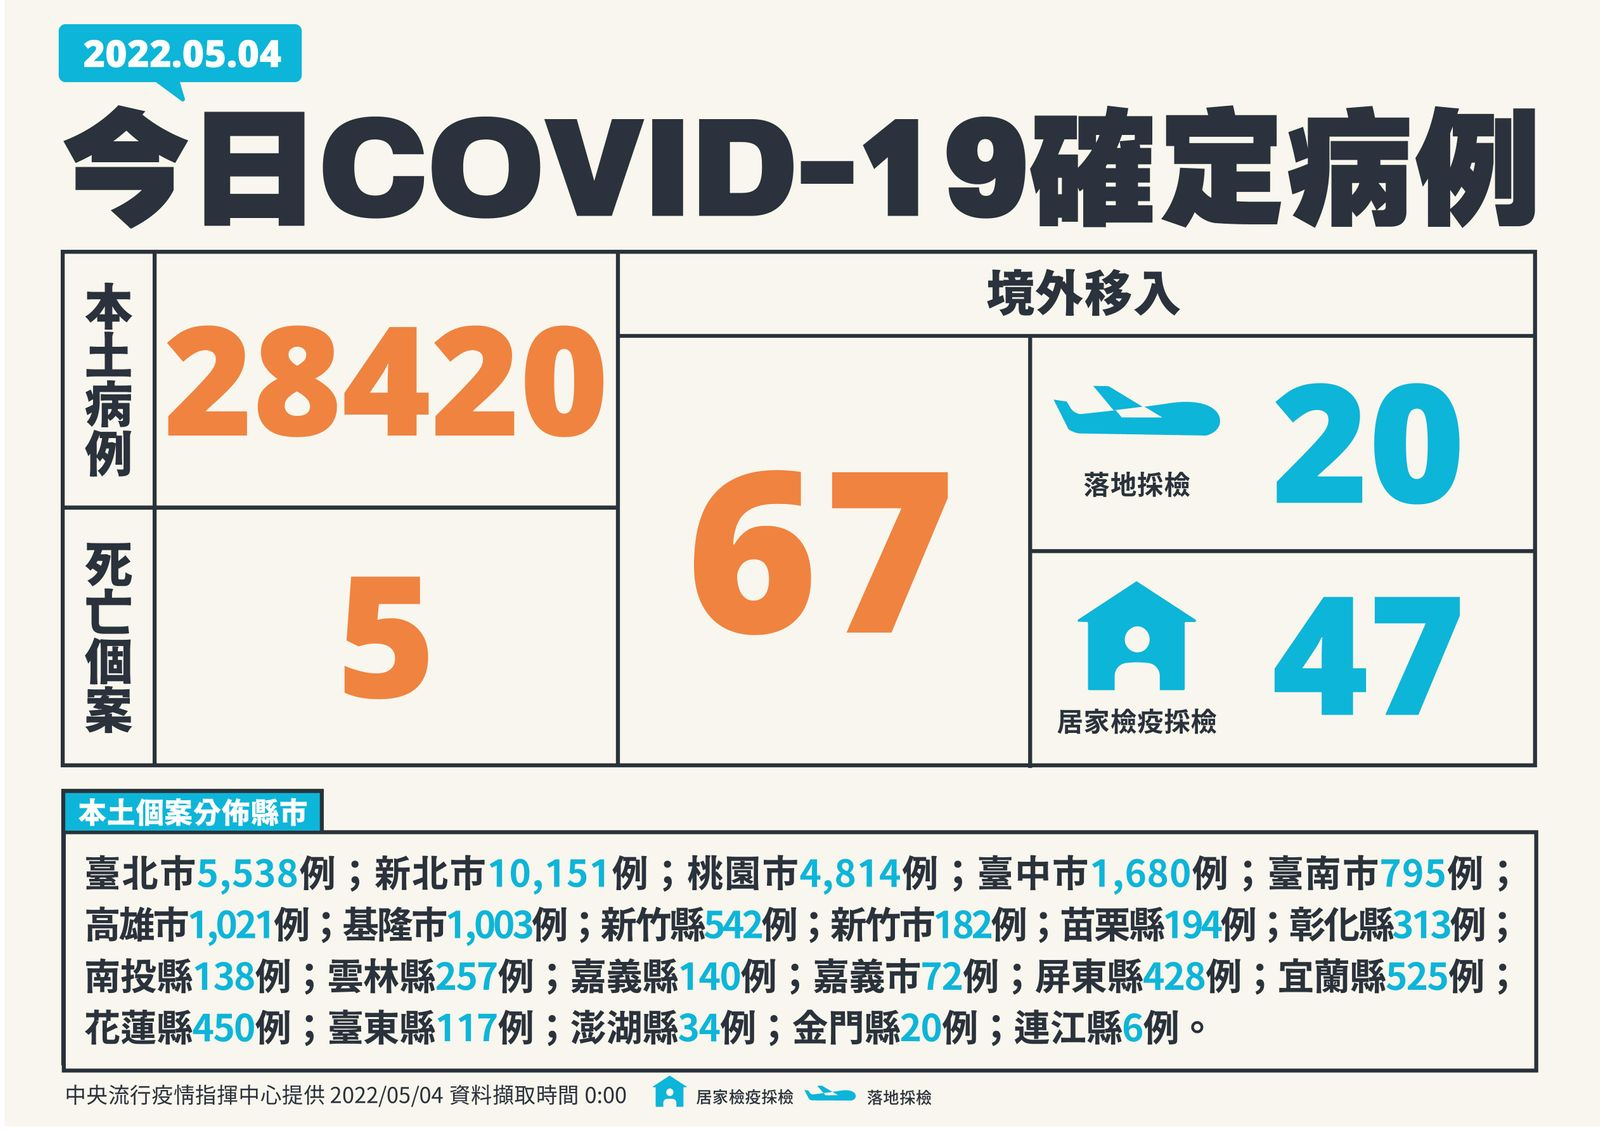 2022.05.04
今日COVID-19確定病例
本土病例
28420
死亡個案
5
境外移入
67
落地採檢
20
居家檢疫採檢
47
本土個案分佈縣市
臺北市5,538例；新北市10,151例；桃園市4,814例；臺中市1,680例；臺南市795例；
高雄市1,021例；基隆市1,003例；新竹縣542例；新竹市182例；苗栗縣194例；彰化縣313例；
南投縣138例；雲林縣257例；嘉義縣140例；嘉義市72例；屏東縣428例；宜蘭縣525例；
花蓮縣450例；臺東縣117例；澎湖縣34例；金門縣20例；連江縣6例。
中央流行疫情指揮中心提供 2022/05/04 資料擷取時間 0:00 居家檢疫採檢 落地採檢